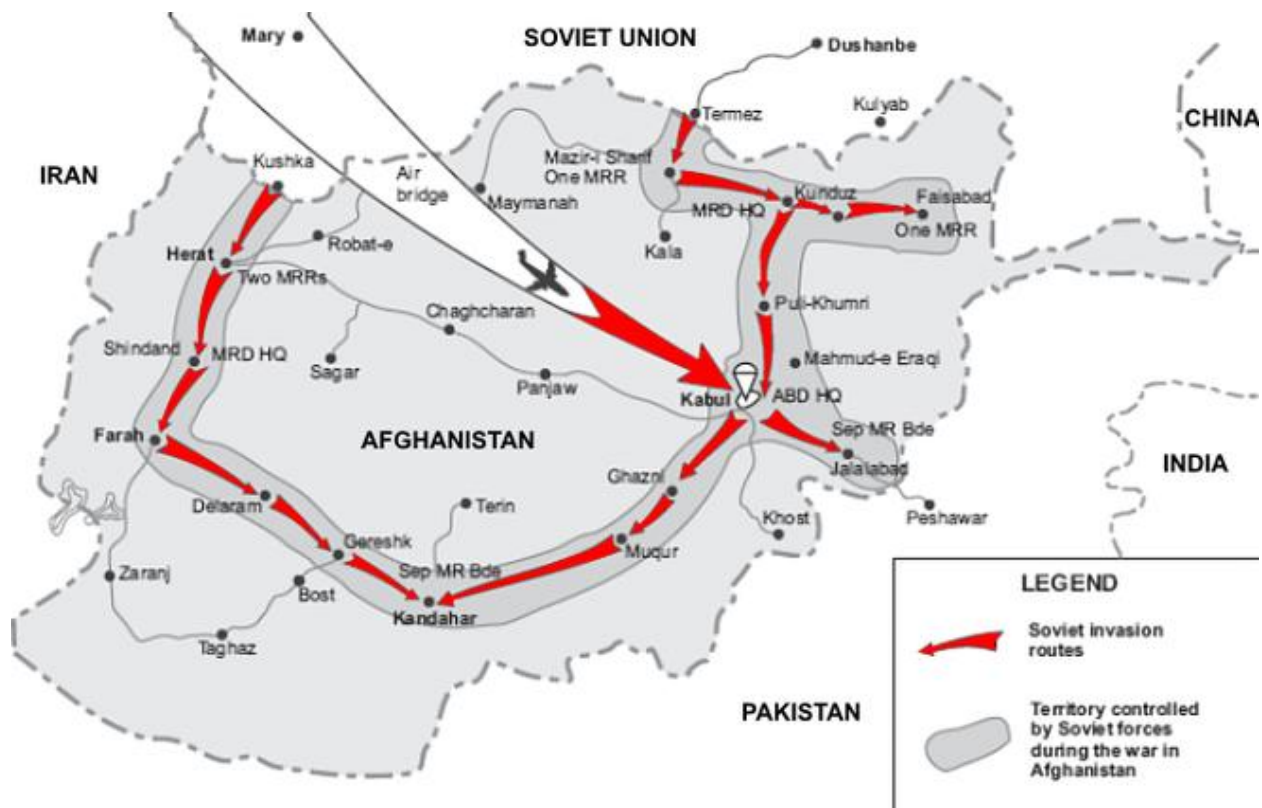 Mary
SOVIET UNION
Dushanbe
Termez
Kulyab
CHINA
IRAN
Kushka
Air
bridge
Maymanah
Mazir-i Sharif
One MRR
MRD HQ
Kunduz
Faisabad
One MRR
Kala
Herat
Robat-e
Two MRRs
Chaghcharan
Puli-Khumri
Shindand
MRD HQ
Sagar
Panjaw
Mahmud-e Eraqi
Kabul
ABD HQ
Farah
AFGHANISTAN
Sep MR Bde
Jalalabad
INDIA
Ghazni
Delaram
Terin
Khost
Peshawar
Gereshk
Muqur
Zaranj
Bost
Sep MR Bde
Kandahar
Taghaz
PAKISTAN
LEGEND
Soviet invasion
routes
Territory controlled
by Soviet forces
during the war in
Afghanistan